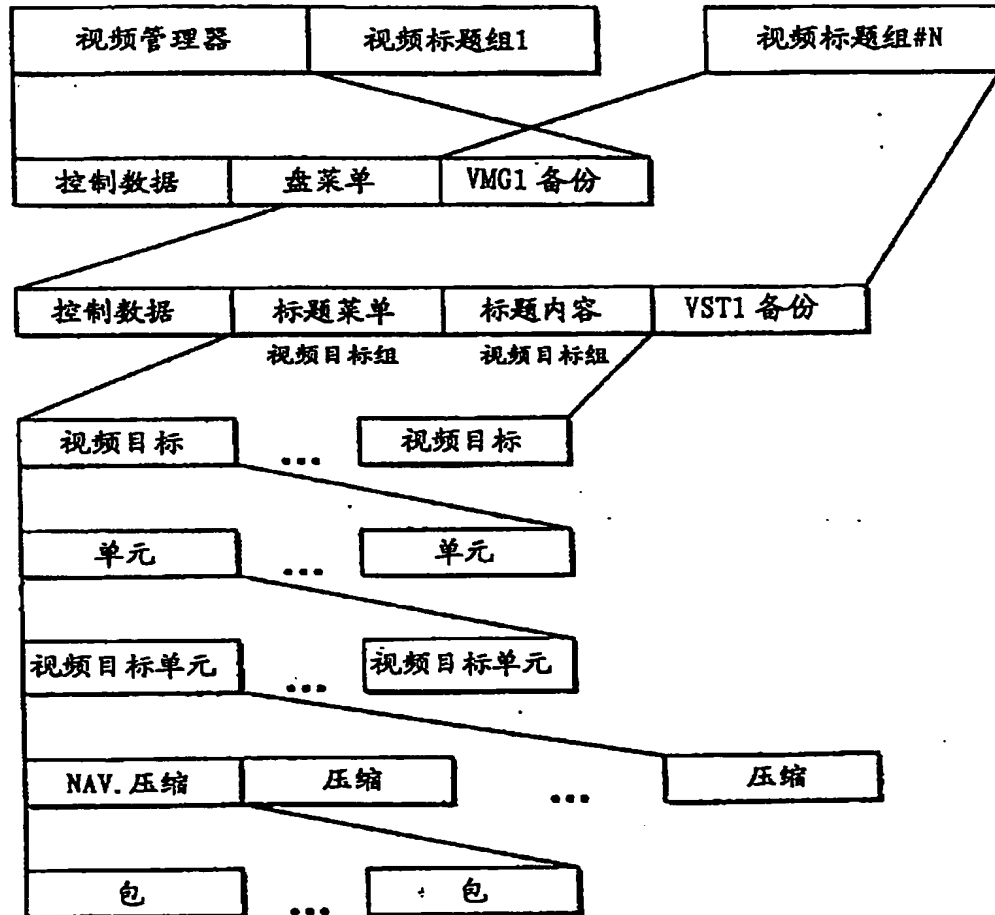 视频管理器 视频标题组1 视频标题组#N
控制数据 盘菜单 VMG1 备份
控制数据 标题菜单 标题内容 VST1 备份
视频目标组 视频目标组
视频目标 ... 视频目标
单元 ... 单元
视频目标单元 ... 视频目标单元
NAV.压缩 压缩 ... 压缩
包 ... 包